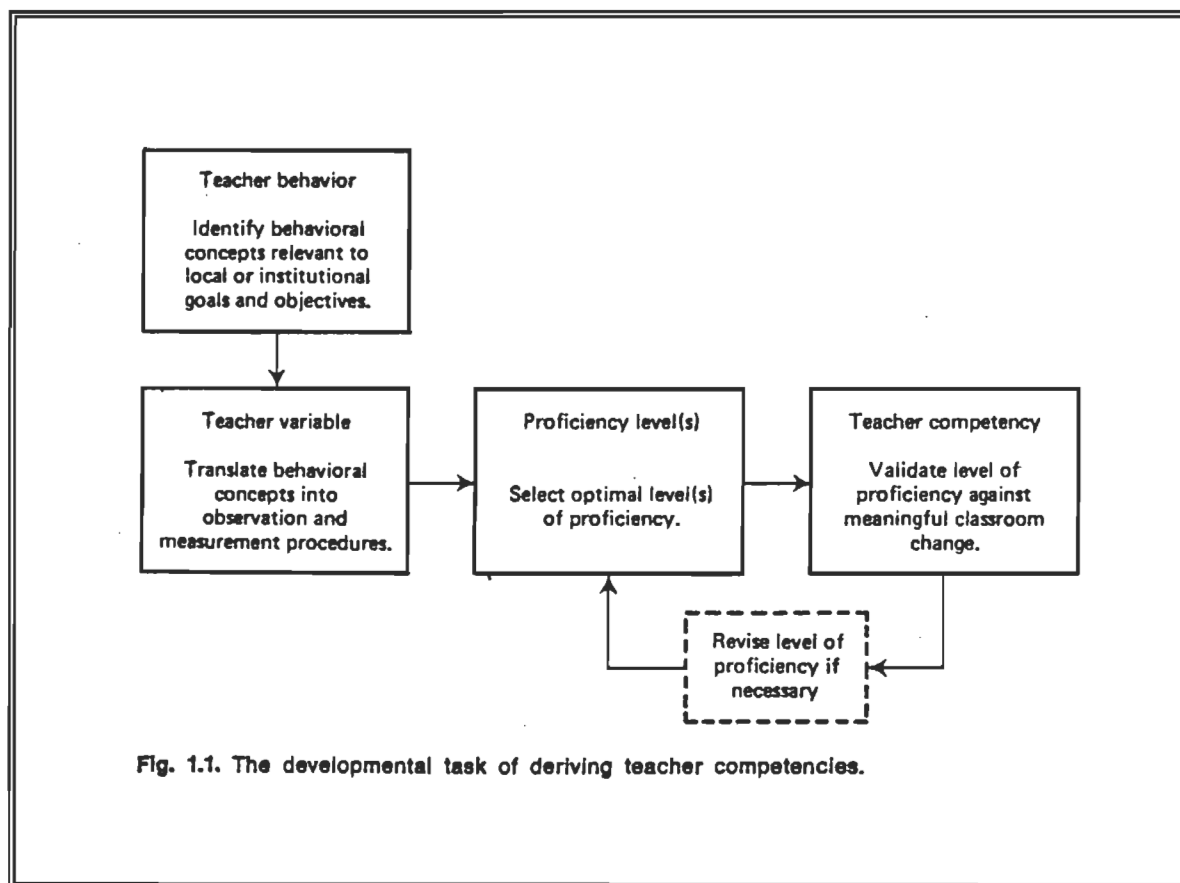 Teacher behavior
Identify behavioral
concepts relevant to
local or institutional
goals and objectives.
Teacher variable
Translate behavioral
concepts into
observation and
measurement procedures.
Proficiency level(s)
Select optimal level(s)
of proficiency.
Teacher competency
Validate level of
proficiency against
meaningful classroom
change.
Revise level of
proficiency if
necessary
Fig. 1.1. The developmental task of deriving teacher competencies.